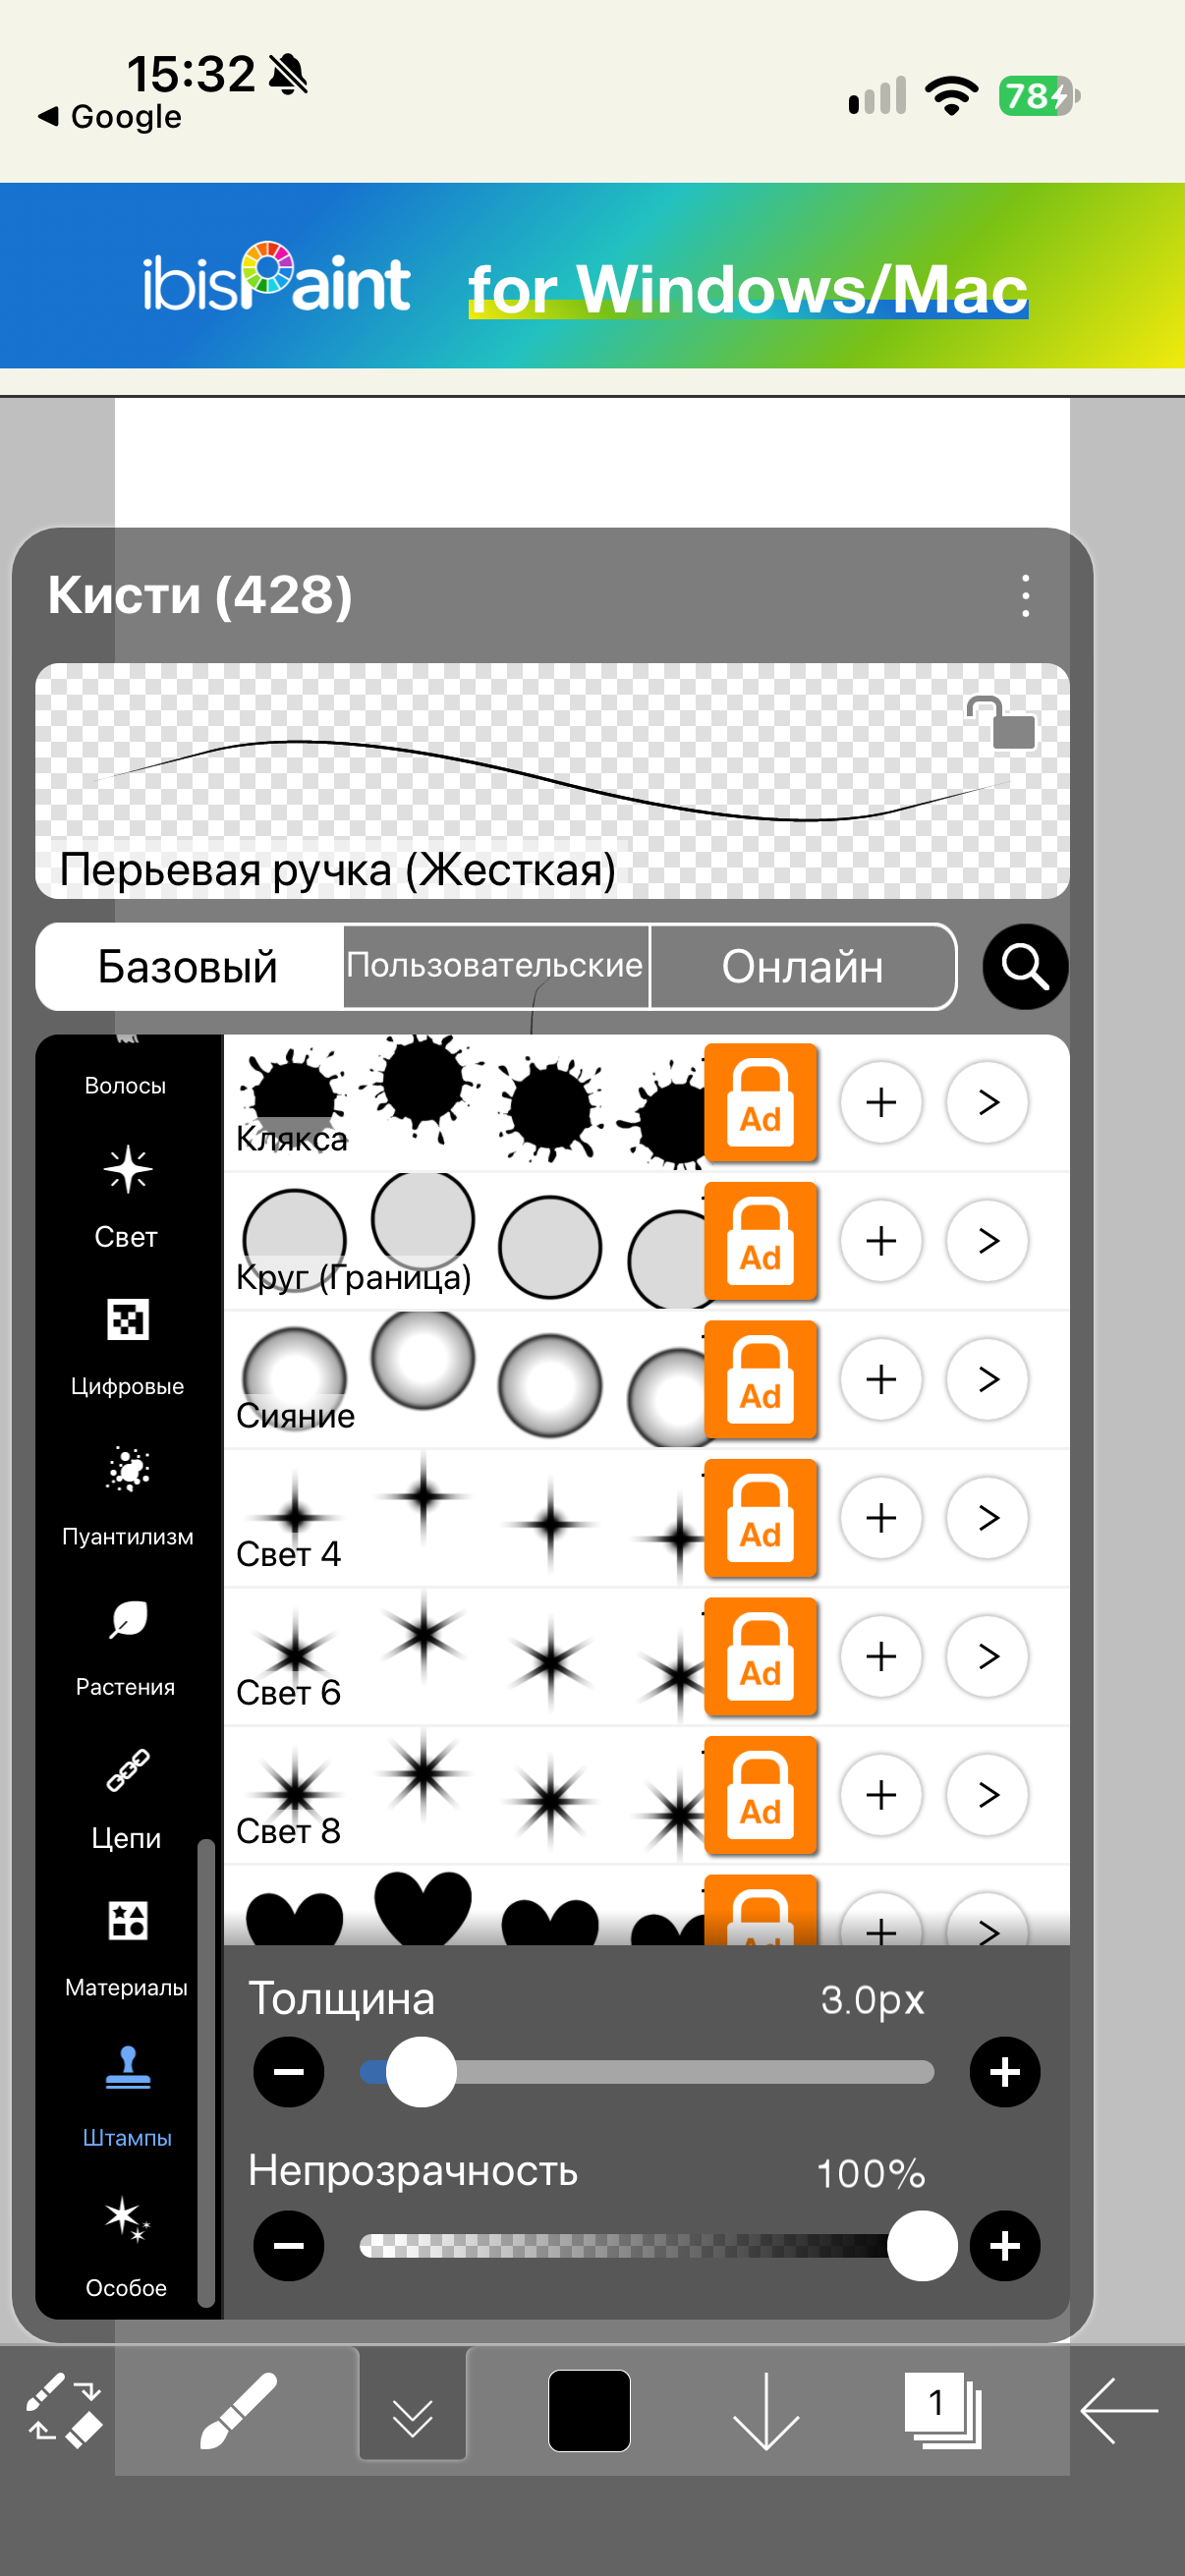 15:32
Google
78
ibisPaint for Windows/Mac
Кисти (428)
Перьевая ручка (Жесткая)
Базовый
Пользовательские
Онлайн
Волосы
Свет
Цифровые
Пуантилизм
Растения
Цепи
Материалы
Штампы
Особое
Клякса
Ad
Круг (Граница)
Ad
Сияние
Ad
Свет 4
Ad
Свет 6
Ad
Свет 8
Ad
Ad
Толщина
3.0px
Непрозрачность
100%
1